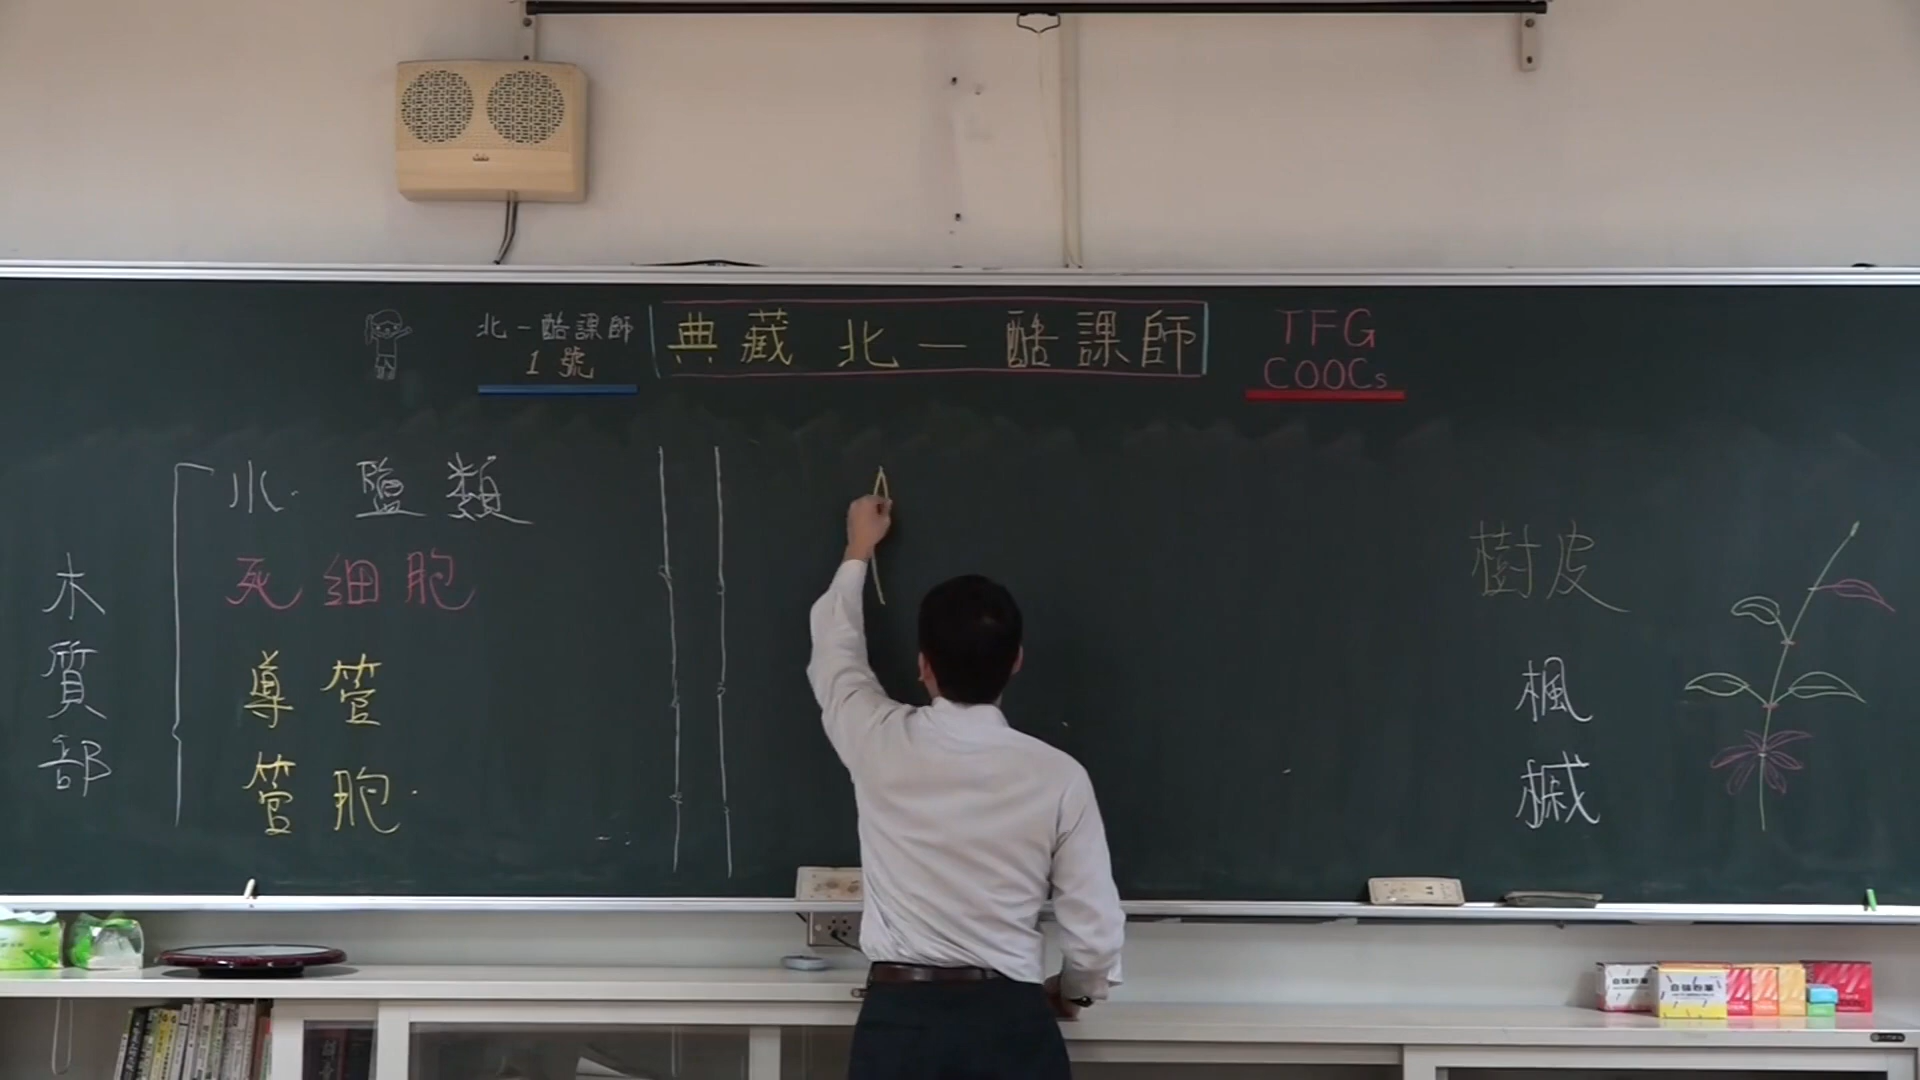 北一酷課師
1號
典藏 北一 酷課師
TFG
COOCs
木質部
水. 鹽類
死細胞
導管
管胞.
樹皮
楓
槭